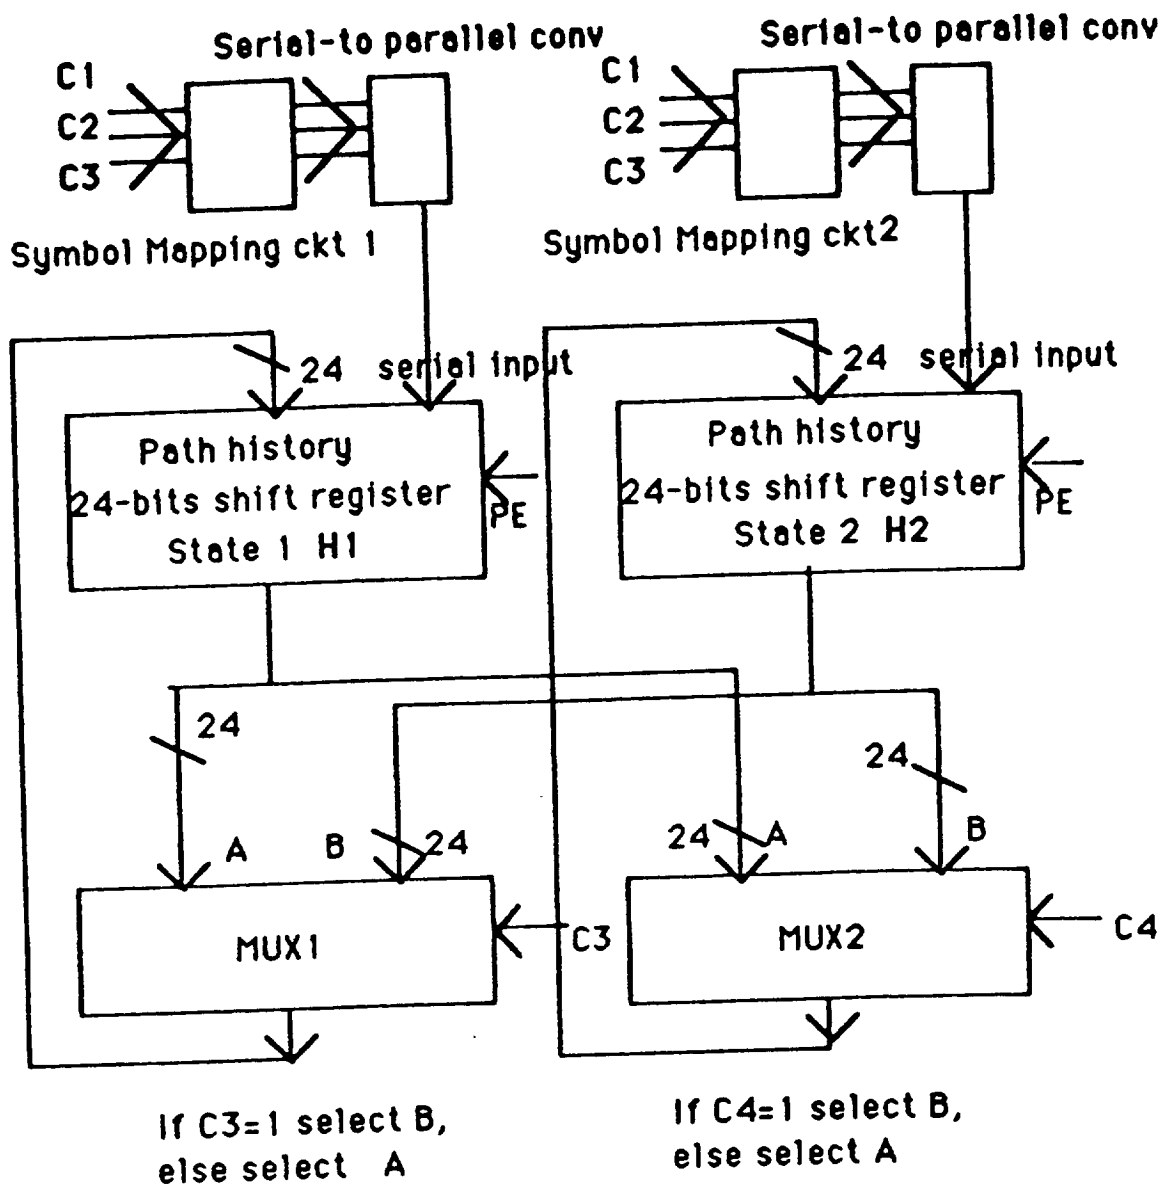 Serial-to parallel conv
C1
C2
C3
Symbol Mapping ckt 1
Serial-to parallel conv
C1
C2
C3
Symbol Mapping ckt2
24
serial input
Path history
24-bits shift register
State 1 H1
PE
24
serial input
Path history
24-bits shift register
State 2 H2
PE
24
A
B
24
MUX1
C3
24
A
24
B
MUX2
C4
If C3=1 select B,
else select A
If C4=1 select B,
else select A